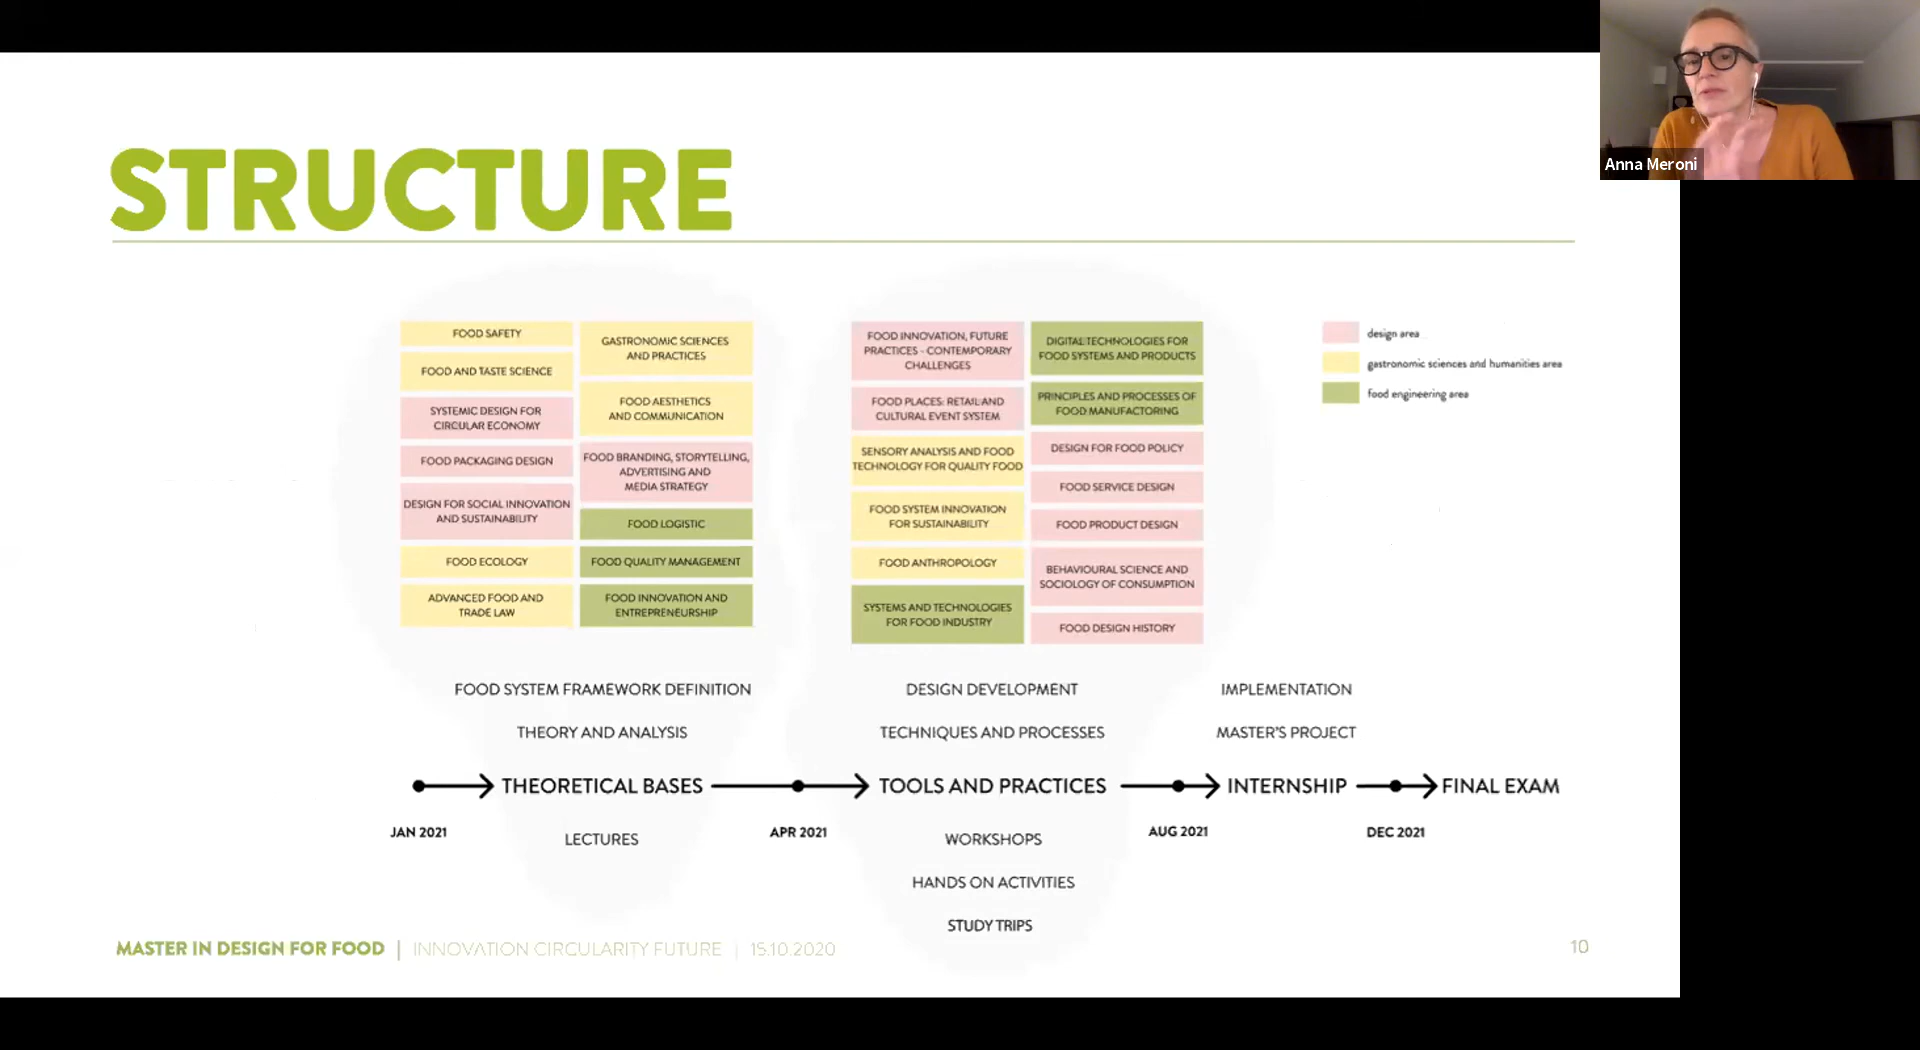 Anna Meroni
STRUCTURE
FOOD SAFETY
FOOD AND TASTE SCIENCE
SYSTEMIC DESIGN FOR
CIRCULAR ECONOMY
FOOD PACKAGING DESIGN
DESIGN FOR SOCIAL INNOVATION
AND SUSTAINABILITY
FOOD ECOLOGY
ADVANCED FOOD AND
TRADE LAW
GASTRONOMIC SCIENCES
AND PRACTICES
FOOD AESTHETICS
AND COMMUNICATION
FOOD BRANDING, STORYTELLING,
ADVERTISING AND
MEDIA STRATEGY
FOOD LOGISTIC
FOOD QUALITY MANAGEMENT
FOOD INNOVATION AND
ENTREPRENEURSHIP
FOOD INNOVATION, FUTURE
PRACTICES - CONTEMPORARY
CHALLENGES
FOOD PLACES: RETAIL AND
CULTURAL EVENT SYSTEM
SENSORY ANALYSIS AND FOOD
TECHNOLOGY FOR QUALITY FOOD
FOOD SYSTEM INNOVATION
FOR SUSTAINABILITY
FOOD ANTHROPOLOGY
SYSTEMS AND TECHNOLOGIES
FOR FOOD INDUSTRY
DIGITAL TECHNOLOGIES FOR
FOOD SYSTEMS AND PRODUCTS
PRINCIPLES AND PROCESSES OF
FOOD MANUFACTORING
DESIGN FOR FOOD POLICY
FOOD SERVICE DESIGN
FOOD PRODUCT DESIGN
BEHAVIOURAL SCIENCE AND
SOCIOLOGY OF CONSUMPTION
FOOD DESIGN HISTORY
design area
gastronomic sciences and humanities area
food engineering area
FOOD SYSTEM FRAMEWORK DEFINITION
THEORY AND ANALYSIS
DESIGN DEVELOPMENT
TECHNIQUES AND PROCESSES
IMPLEMENTATION
MASTER'S PROJECT
THEORETICAL BASES
TOOLS AND PRACTICES
INTERNSHIP
FINAL EXAM
JAN 2021
APR 2021
AUG 2021
DEC 2021
LECTURES
WORKSHOPS
HANDS ON ACTIVITIES
STUDY TRIPS
MASTER IN DESIGN FOR FOOD | INNOVATION CIRCULARITY FUTURE | 15.10.2020
10